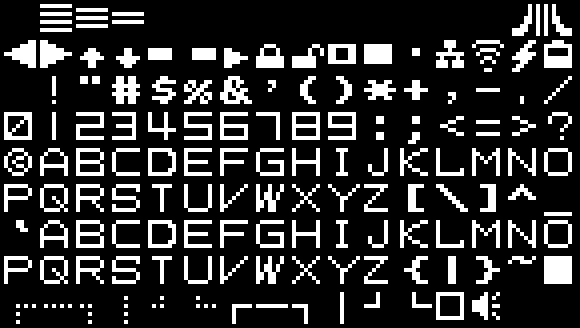 ! " # $ % & ' ( ) * + , - . /
0 1 2 3 4 5 6 7 8 9 : ; < = > ?
@ A B C D E F G H I J K L M N O
P Q R S T U V W X Y Z [ \ ] ^ _
` A B C D E F G H I J K L M N O
P Q R S T U V W X Y Z { | } ~